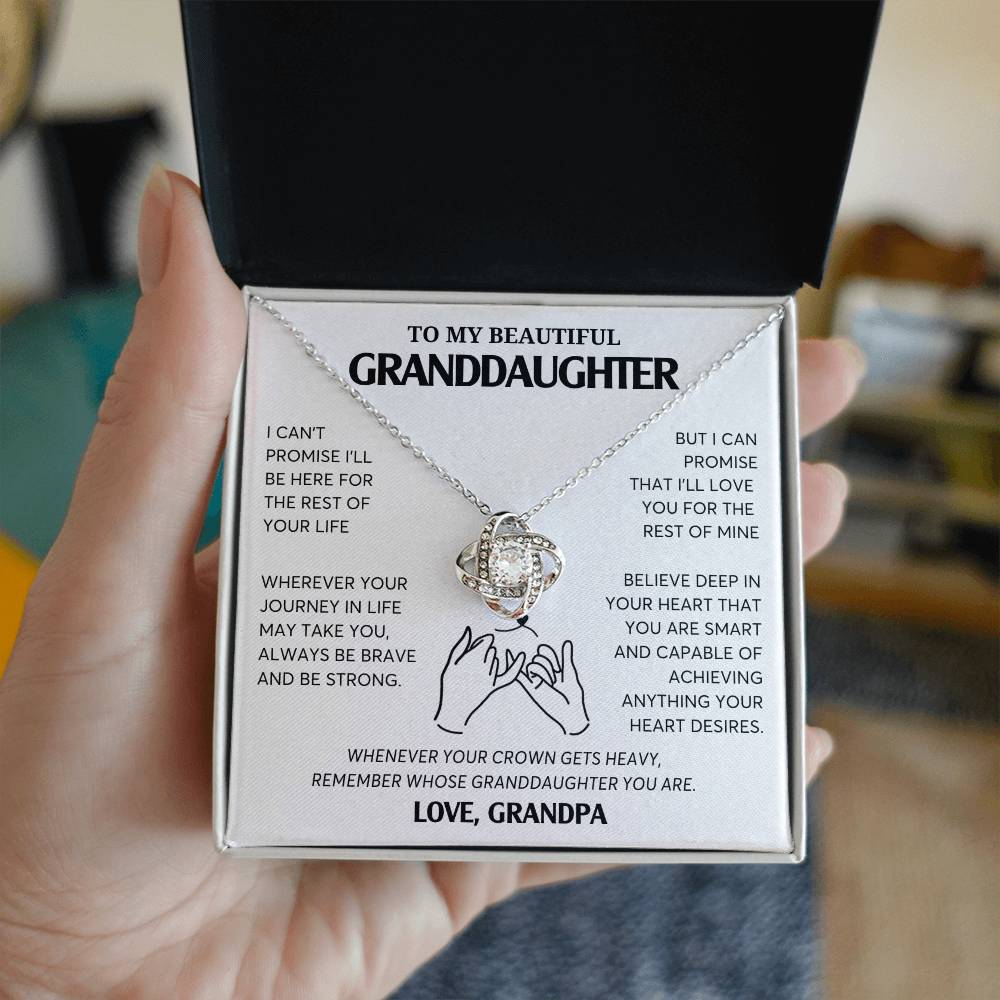 TO MY BEAUTIFUL
GRANDDAUGHTER
I CAN'T
PROMISE I'LL
BE HERE FOR
THE REST OF
YOUR LIFE
BUT I CAN
PROMISE
THAT I'LL LOVE
YOU FOR THE
REST OF MINE
WHEREVER YOUR
JOURNEY IN LIFE
MAY TAKE YOU,
ALWAYS BE BRAVE
AND BE STRONG.
BELIEVE DEEP IN
YOUR HEART THAT
YOU ARE SMART
AND CAPABLE OF
ACHIEVING
ANYTHING YOUR
HEART DESIRES.
WHENEVER YOUR CROWN GETS HEAVY,
REMEMBER WHOSE GRANDDAUGHTER YOU ARE.
LOVE, GRANDPA